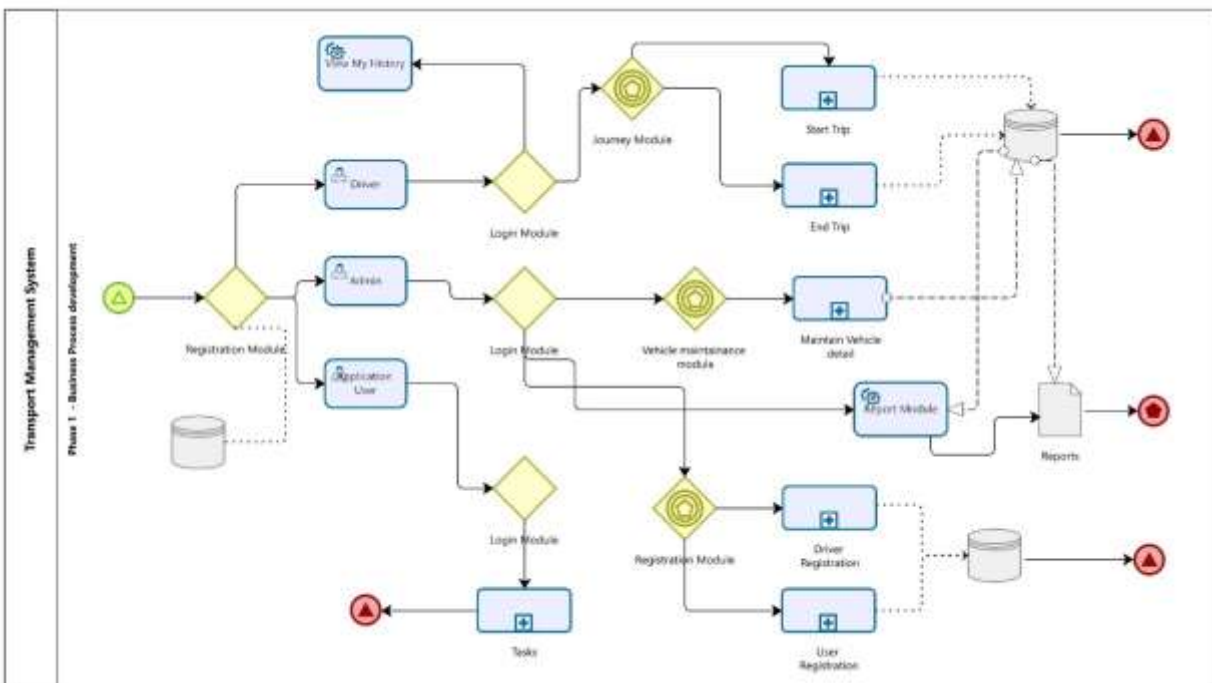 Transport Management System
Phase 1 - Business Process development
View My History
Journey Module
Start Trip
Driver
Login Module
End Trip
Admin
Registration Module
Login Module
Vehicle maintainance
module
Maintain Vehicle
detail
Application
User
Report Module
Reports
Login Module
Registration Module
Driver
Registration
Tasks
User
Registration